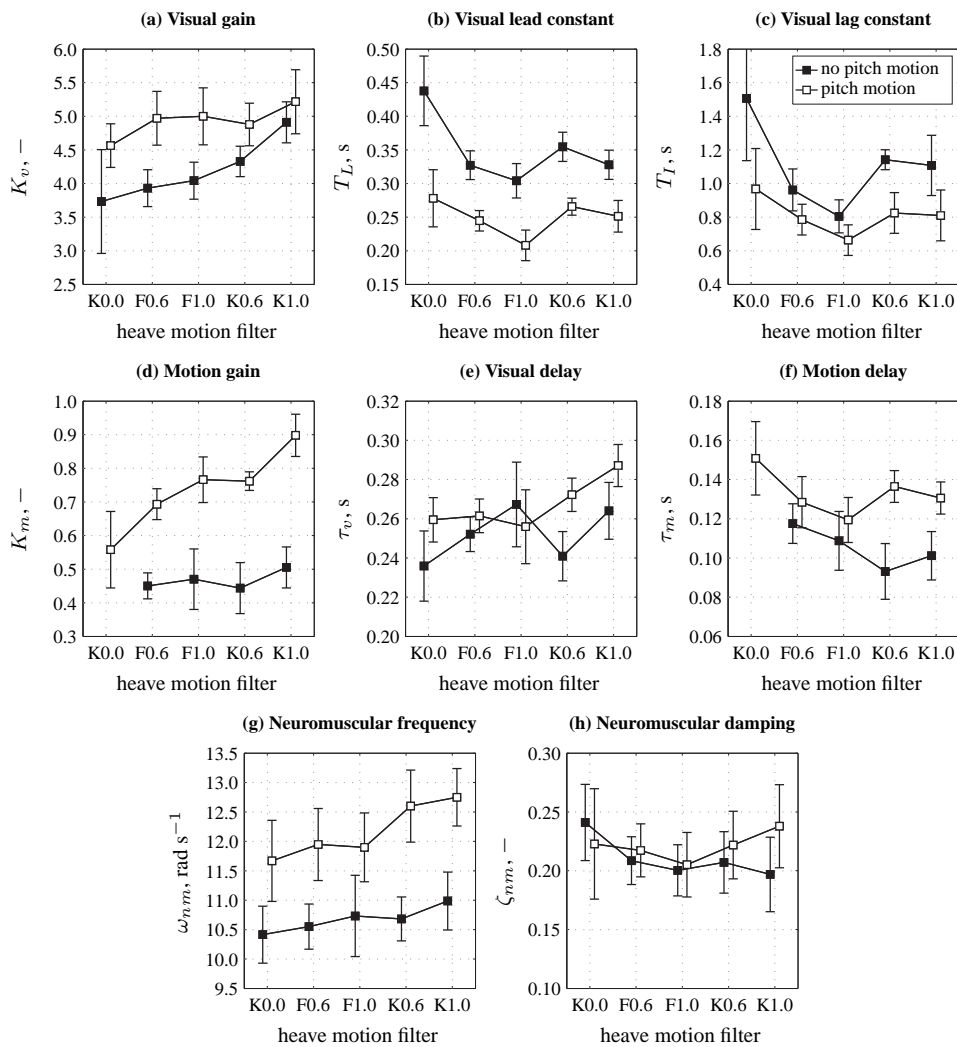 (a) Visual gain
(b) Visual lead constant
(c) Visual lag constant
6.0
5.5
5.0
4.5
4.0
3.5
3.0
2.5
K_v, −
K0.0 F0.6 F1.0 K0.6 K1.0
heave motion filter
0.50
0.45
0.40
0.35
0.30
0.25
0.20
0.15
T_L, s
K0.0 F0.6 F1.0 K0.6 K1.0
heave motion filter
1.8
1.6
1.4
1.2
1.0
0.8
0.6
0.4
T_I, s
no pitch motion
pitch motion
K0.0 F0.6 F1.0 K0.6 K1.0
heave motion filter
(d) Motion gain
(e) Visual delay
(f) Motion delay
1.0
0.9
0.8
0.7
0.6
0.5
0.4
0.3
K_m, −
K0.0 F0.6 F1.0 K0.6 K1.0
heave motion filter
0.32
0.30
0.28
0.26
0.24
0.22
0.20
τ_v, s
K0.0 F0.6 F1.0 K0.6 K1.0
heave motion filter
0.18
0.16
0.14
0.12
0.10
0.08
0.06
τ_m, s
K0.0 F0.6 F1.0 K0.6 K1.0
heave motion filter
(g) Neuromuscular frequency
(h) Neuromuscular damping
13.5
13.0
12.5
12.0
11.5
11.0
10.5
10.0
9.5
ω_nm, rad s⁻¹
K0.0 F0.6 F1.0 K0.6 K1.0
heave motion filter
0.30
0.25
0.20
0.15
0.10
ζ_nm, −
K0.0 F0.6 F1.0 K0.6 K1.0
heave motion filter